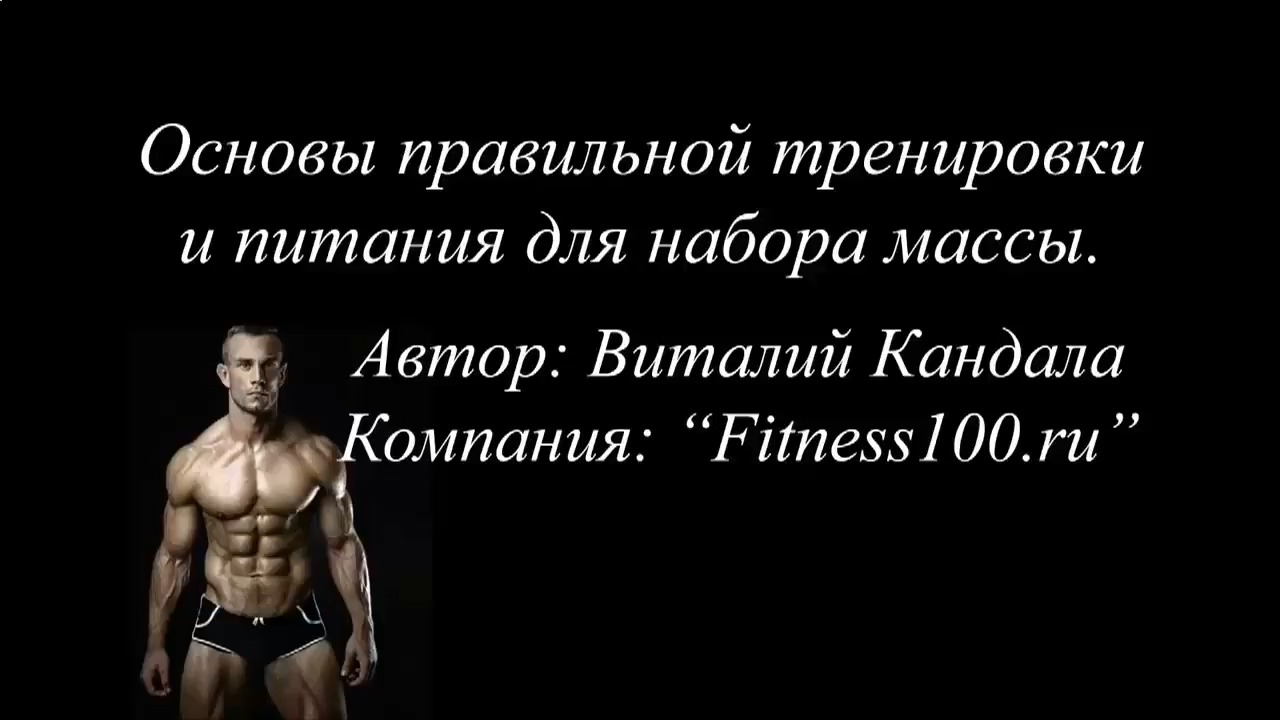 Основы правильной тренировки
и питания для набора массы.
Автор: Виталий Кандала
Компания: “Fitness100.ru”